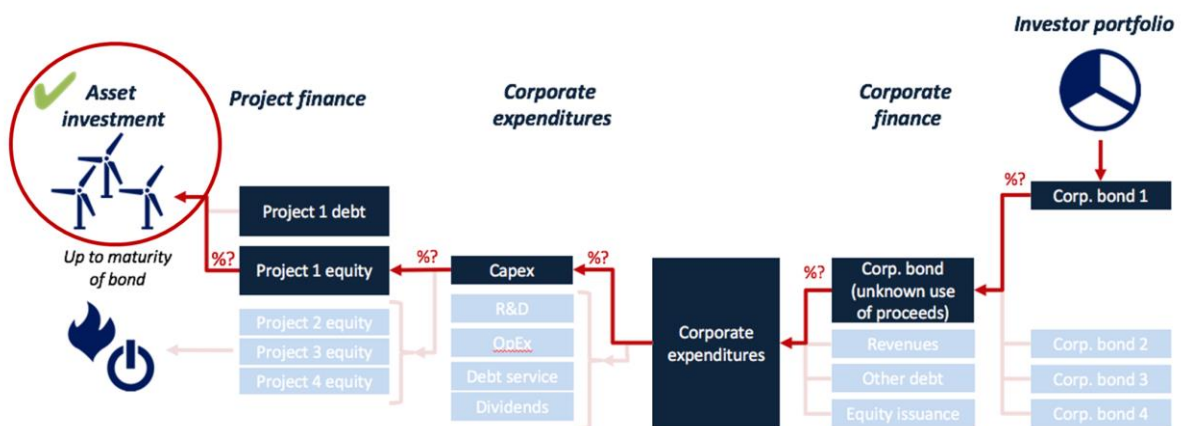 Investor portfolio
Asset
investment
Project finance
Corporate
expenditures
Corporate
finance
%?
Corp. bond 1
Project 1 debt
Up to maturity
of bond
%?
Project 1 equity
%?
Capex
%?
Corporate
expenditures
%?
Corp. bond
(unknown use
of proceeds)
Project 2 equity
Project 3 equity
Project 4 equity
R&D
OpEx
Debt service
Dividends
Revenues
Other debt
Equity issuance
Corp. bond 2
Corp. bond 3
Corp. bond 4